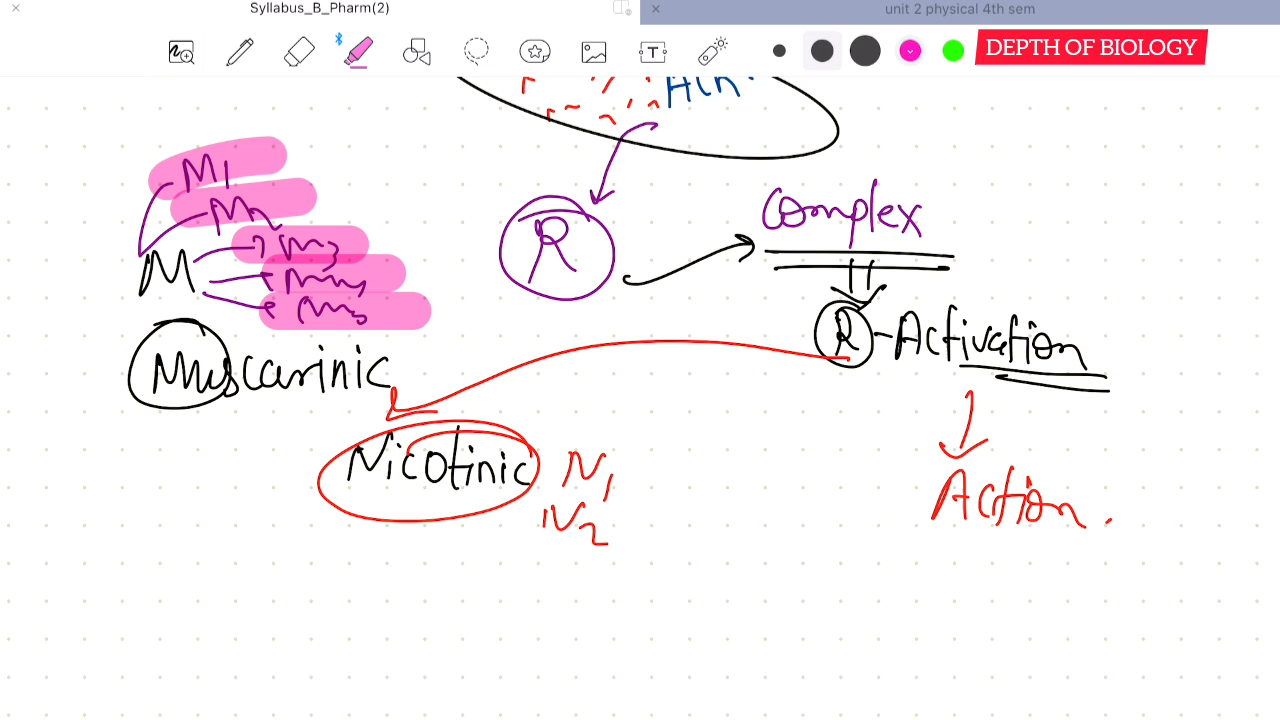 Syllabus_B_Pharm(2)
unit 2 physical 4th sem
DEPTH OF BIOLOGY
M1
M2
M3
M4
M5
M
R
Complex
R-Activation
Muscarinic
Nicotinic N1
N2
Action.